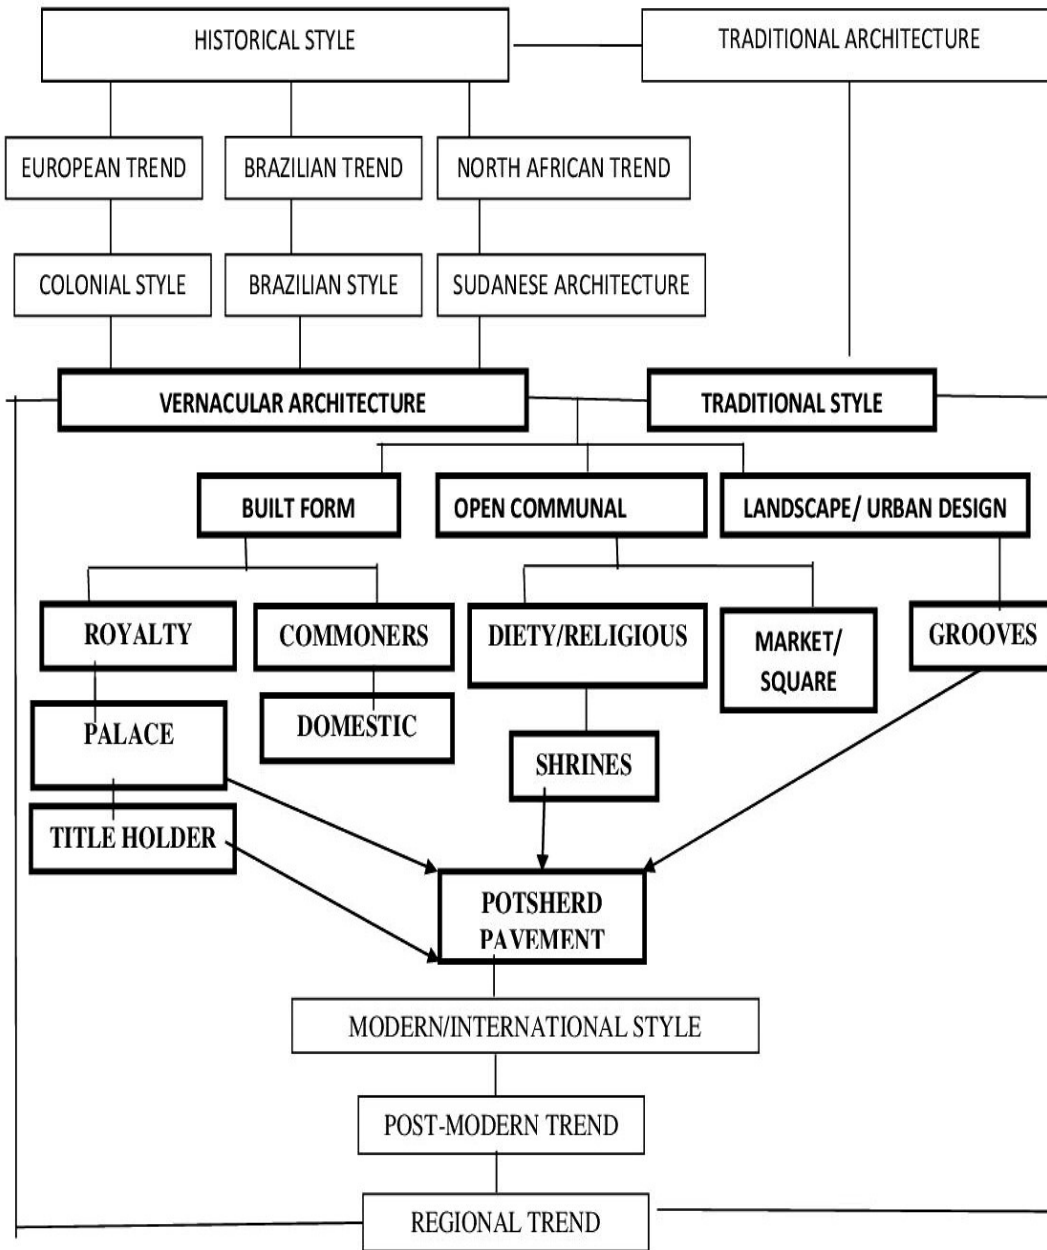 HISTORICAL STYLE
TRADITIONAL ARCHITECTURE
EUROPEAN TREND
BRAZILIAN TREND
NORTH AFRICAN TREND
COLONIAL STYLE
BRAZILIAN STYLE
SUDANESE ARCHITECTURE
VERNACULAR ARCHITECTURE
TRADITIONAL STYLE
BUILT FORM
OPEN COMMUNAL
LANDSCAPE/ URBAN DESIGN
ROYALTY
COMMONERS
DIETY/RELIGIOUS
MARKET/
SQUARE
GROOVES
PALACE
DOMESTIC
SHRINES
TITLE HOLDER
POTSHERD
PAVEMENT
MODERN/INTERNATIONAL STYLE
POST-MODERN TREND
REGIONAL TREND